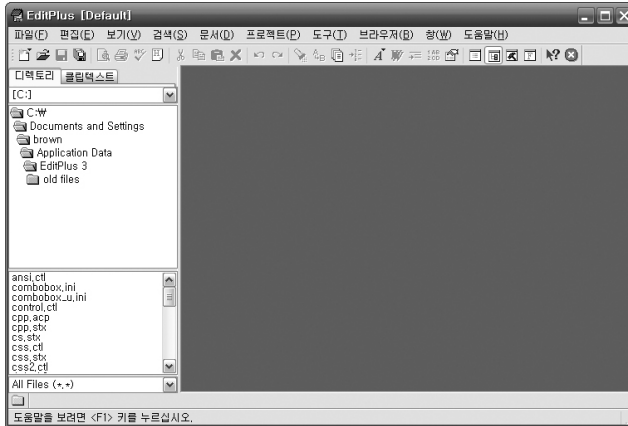 EditPlus [Default]
파일(F) 편집(E) 보기(V) 검색(S) 문서(D) 프로젝트(P) 도구(T) 브라우저(B) 창(W) 도움말(H)
디렉토리 클립텍스트
[C:]
C:₩
Documents and Settings
brown
Application Data
EditPlus 3
old files
ansi.ctl
combobox.ini
combobox_u.ini
control.ctl
cpp.acp
cpp.stx
cs.stx
css.ctl
css.stx
css2.ctl
All Files (*.*)
도움말을 보려면 <F1> 키를 누르십시오.